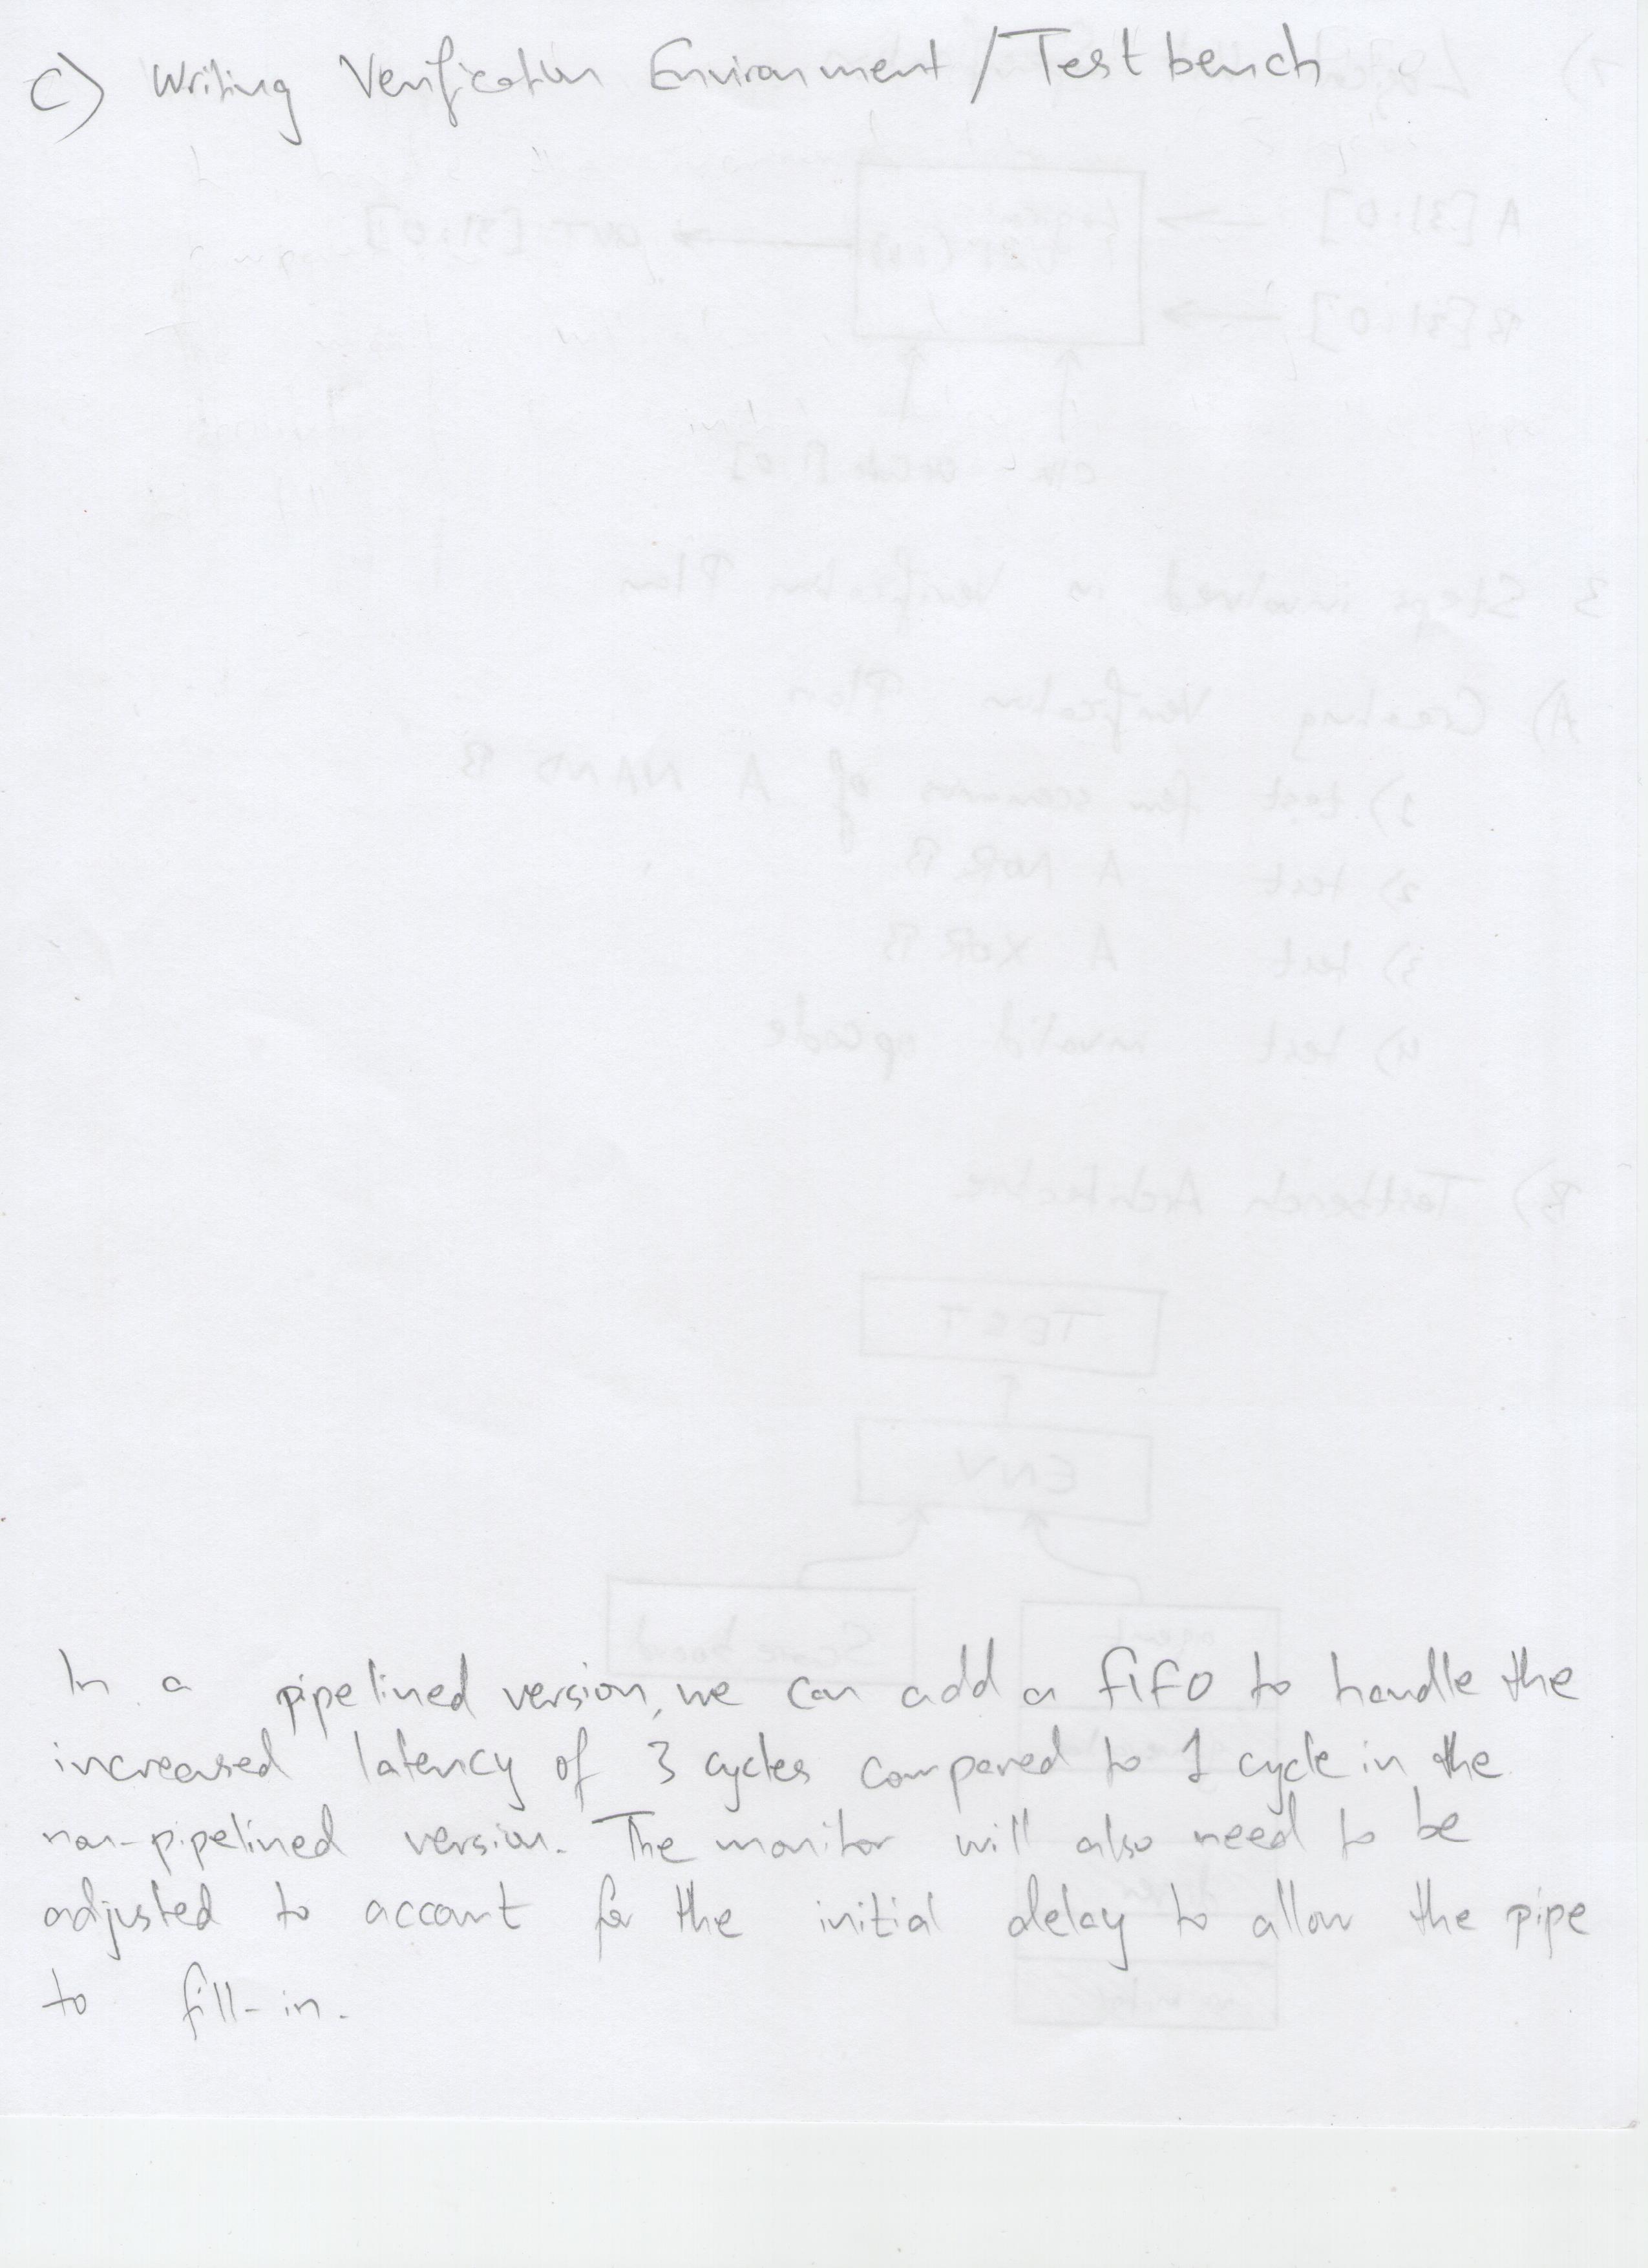 C) Writing Verification Environment / Testbench
In a pipelined version, we can add a FIFO to handle the
increased latency of 3 cycles compared to 1 cycle in the
non-pipelined version. The monitor will also need to be
adjusted to account for the initial delay to allow the pipe
to fill-in.